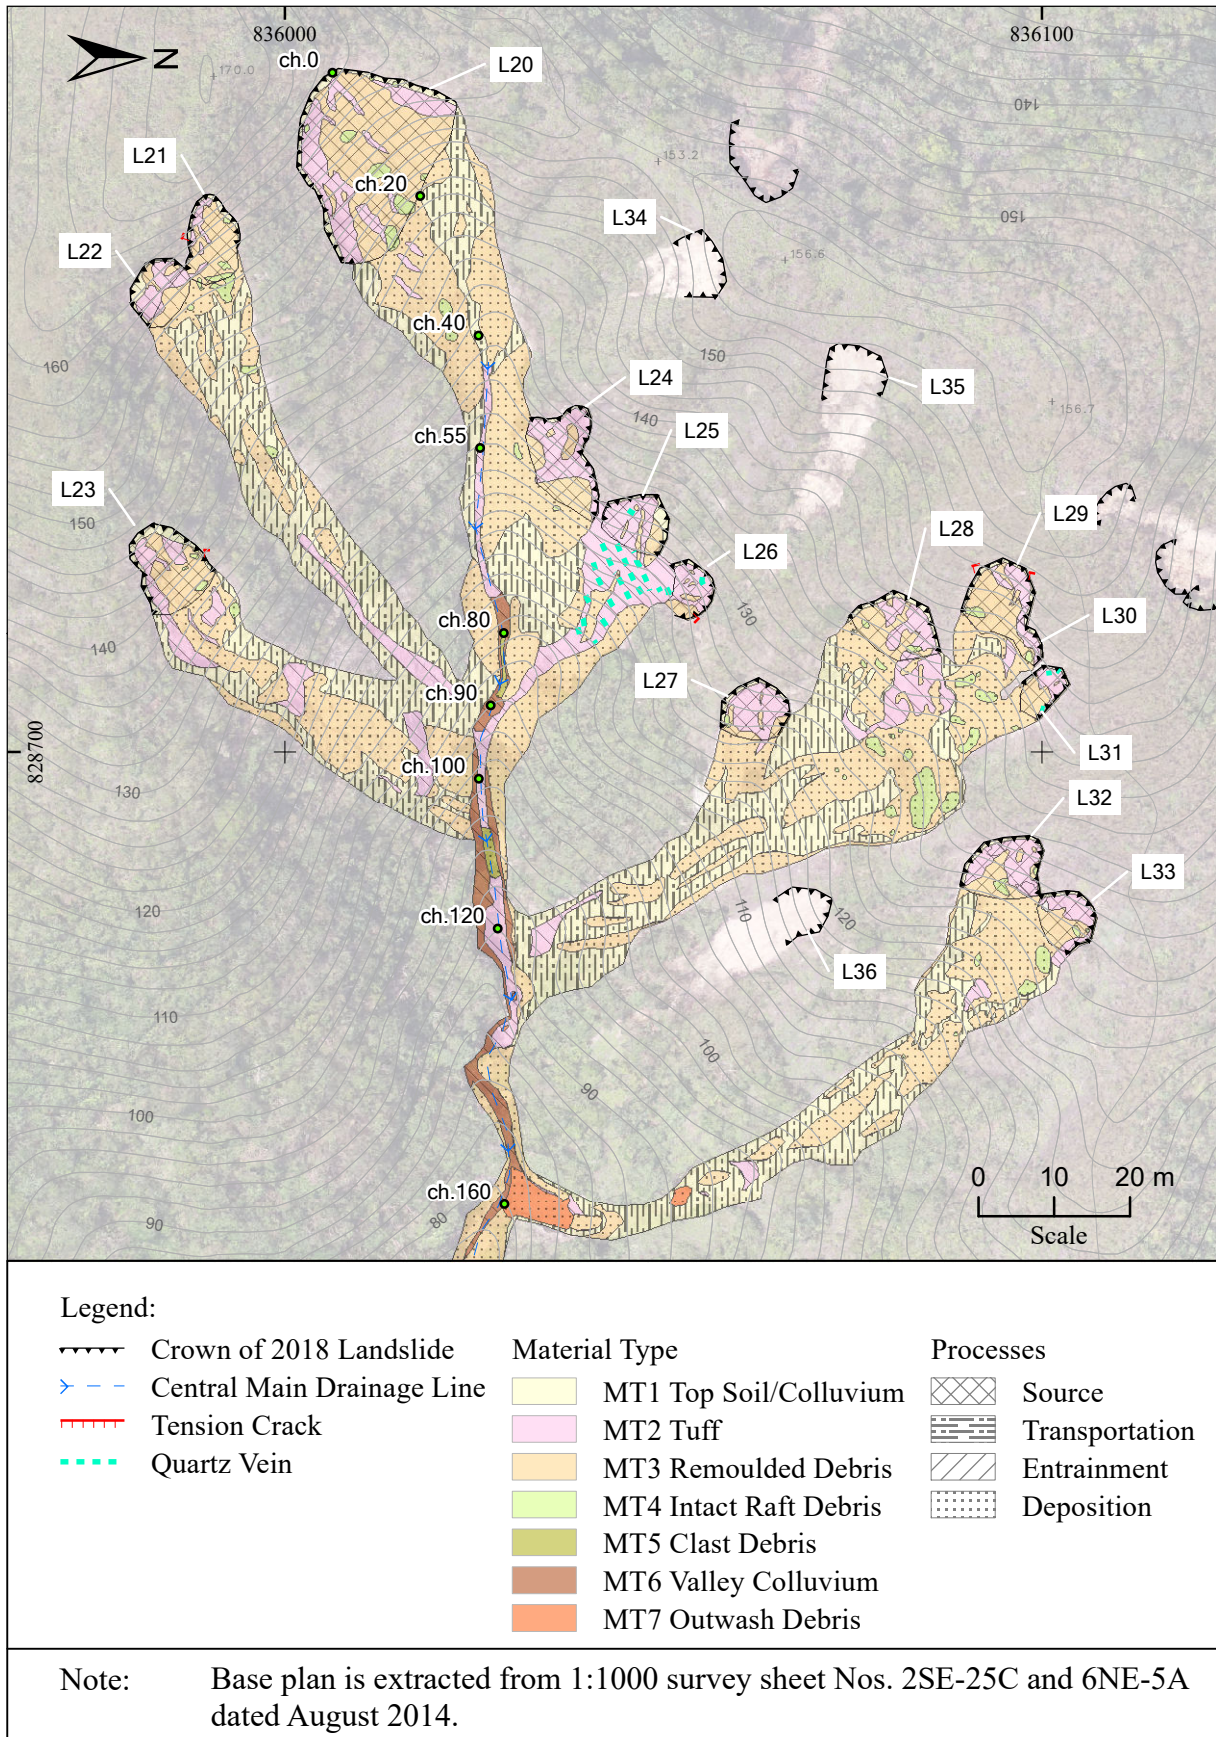 836000
836100
N
ch.0
L20
170.0
140
L21
153.2
ch.20
150
L34
L22
156.6
ch.40
150
160
L24
L35
156.7
140
L25
ch.55
L23
150
L28
L29
L26
130
ch.80
L30
140
L27
ch.90
828700
ch.100
L31
130
L32
L33
120
110
120
ch.120
L36
110
100
90
100
0 10 20 m
Scale
ch.160
80
90
Legend:
Crown of 2018 Landslide
Central Main Drainage Line
Tension Crack
Quartz Vein
Material Type
MT1 Top Soil/Colluvium
MT2 Tuff
MT3 Remoulded Debris
MT4 Intact Raft Debris
MT5 Clast Debris
MT6 Valley Colluvium
MT7 Outwash Debris
Processes
Source
Transportation
Entrainment
Deposition
Note: Base plan is extracted from 1:1000 survey sheet Nos. 2SE-25C and 6NE-5A
dated August 2014.